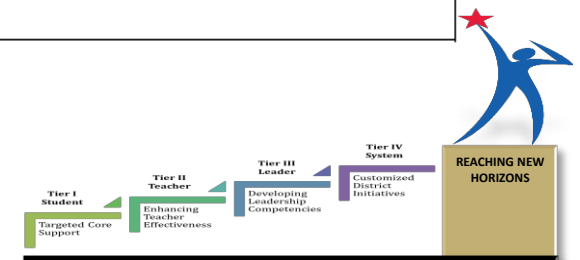 Tier I
Student
Targeted Core
Support
Tier II
Teacher
Enhancing
Teacher
Effectiveness
Tier III
Leader
Developing
Leadership
Competencies
Tier IV
System
Customized
District
Initiatives
REACHING NEW
HORIZONS